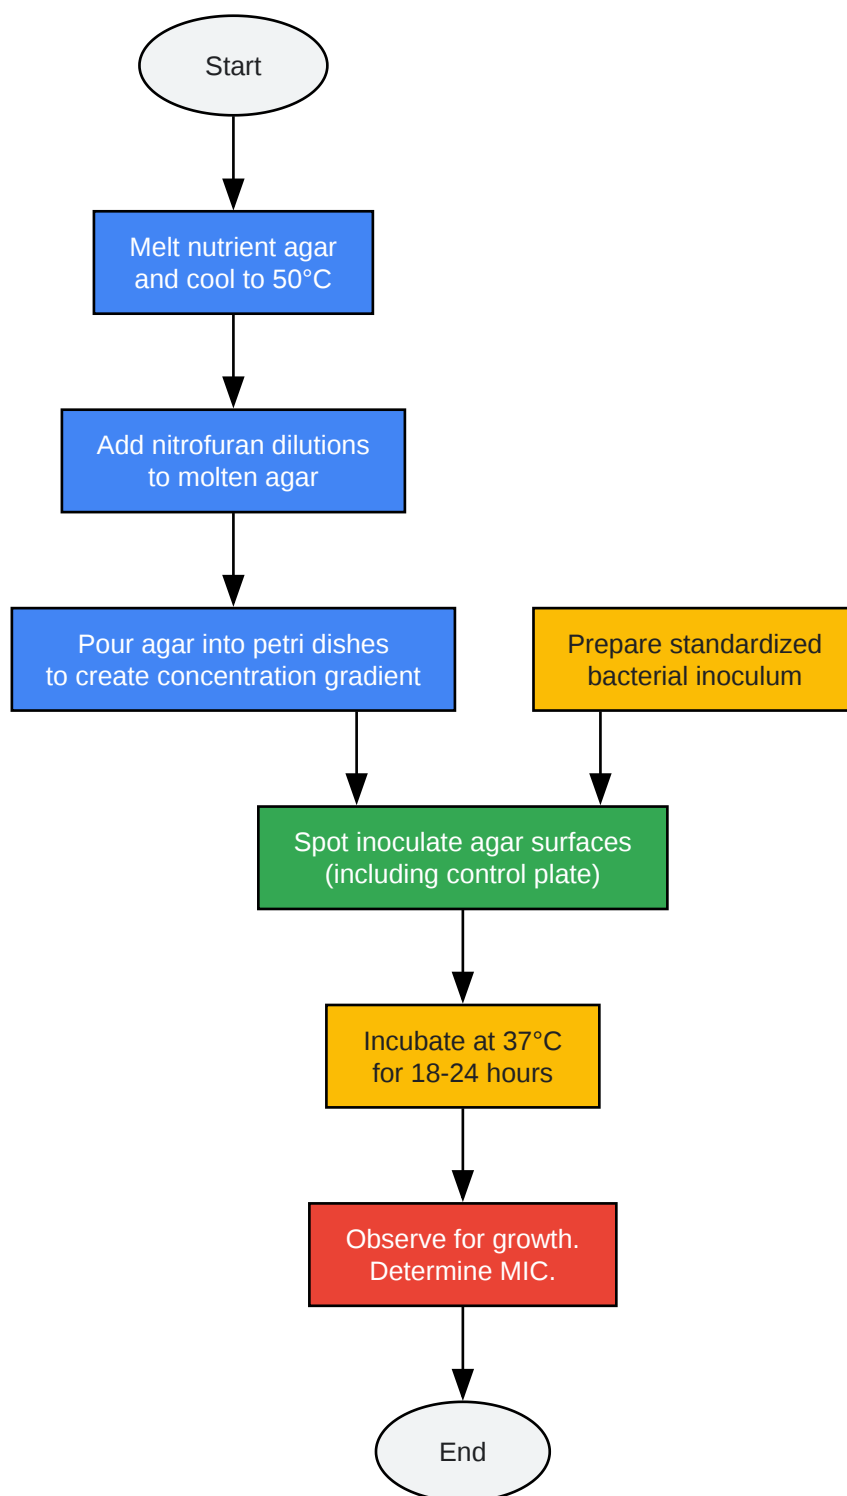 Start
Melt nutrient agar
and cool to 50°C
Add nitrofuran dilutions
to molten agar
Pour agar into petri dishes
to create concentration gradient
Prepare standardized
bacterial inoculum
Spot inoculate agar surfaces
(including control plate)
Incubate at 37°C
for 18-24 hours
Observe for growth.
Determine MIC.
End